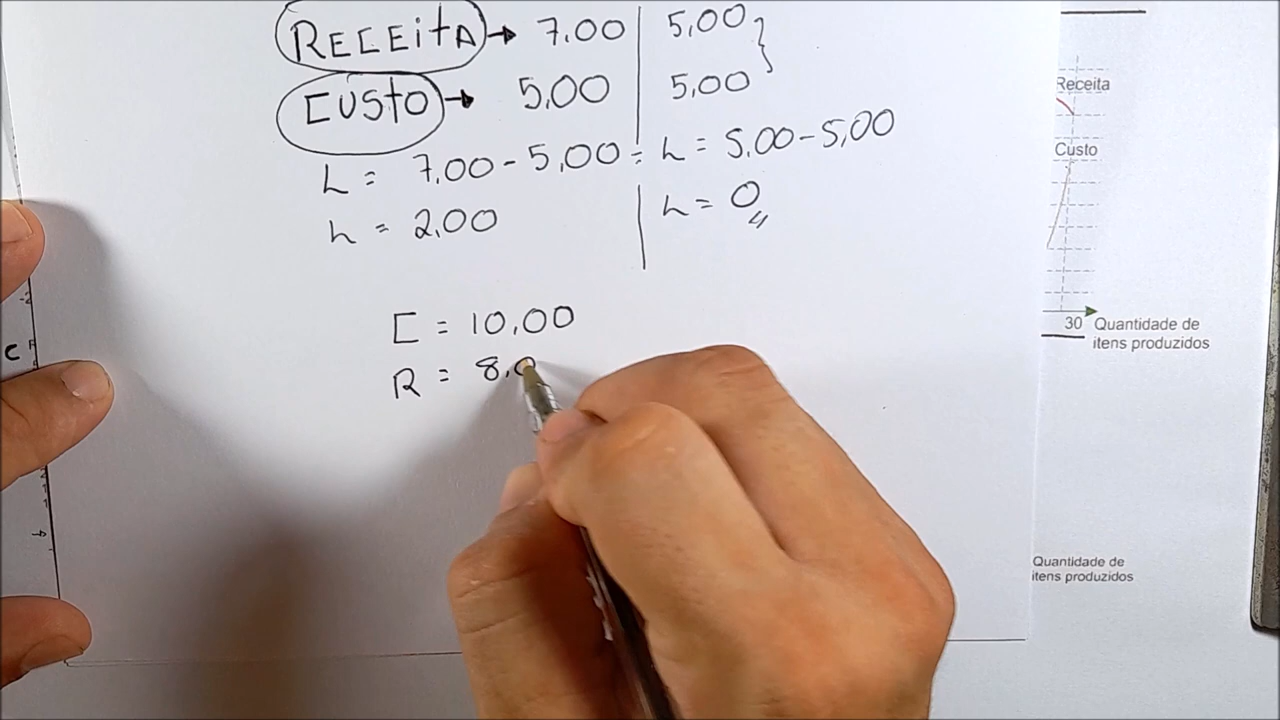 RECEITA → 7,00 | 5,00
CUSTO → 5,00 | 5,00
L = 7,00 - 5,00 = L = 5,00 - 5,00
L = 2,00 | L = 0
C = 10,00
R = 8,0
C
Receita
Custo
30
Quantidade de
itens produzidos
Quantidade de
itens produzidos